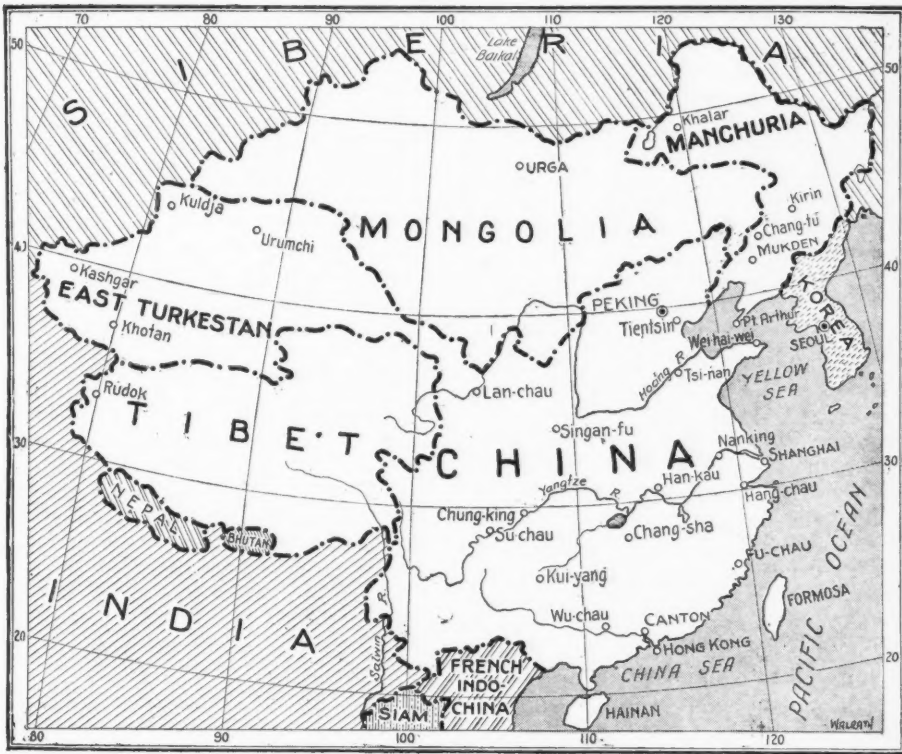 70 80 90 100 110 120 130
50 50
SIBERIA
Lake
Baikal
Khalar
MANCHURIA
URGA
Kuldja
Kirin
MONGOLIA
Urumchi
Chang-tu
MUKDEN
40 40
Kashgar
EAST TURKESTAN
KOREA
PEKING
Tientsin
Pt Arthur
Khotan
SEOUL
Wei-hai-wei
Hoang R.
Tsi-nan
YELLOW
SEA
Rudok
Lan-chau
TIBET
Singan-fu
CHINA
Nanking
SHANGHAI
30 30
Han-kau
Yangtze R.
Hang-chau
NEPAL
Chung-king
Su-chau
Chang-sha
BHUTAN
FU-CHAU
Kui-yang
INDIA
FORMOSA
PACIFIC OCEAN
Wu-chau
CANTON
HONG KONG
20 20
Salwin R.
FRENCH
INDO-
CHINA
CHINA SEA
SIAM
HAINAN
WALRATH
80 90 100 110 120